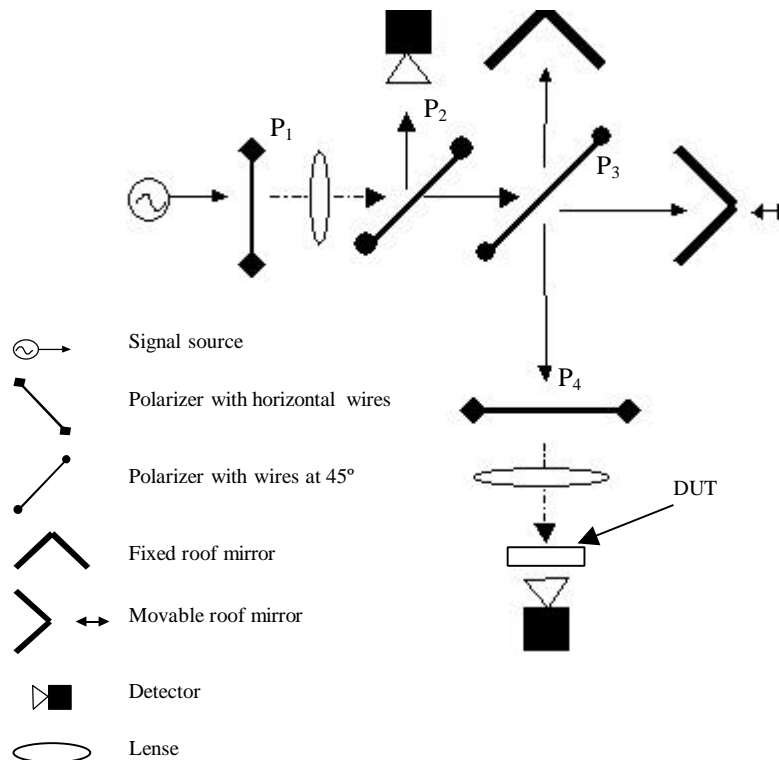 P₁
P₂
P₃
P₄
DUT
Signal source
Polarizer with horizontal wires
Polarizer with wires at 45º
Fixed roof mirror
Movable roof mirror
Detector
Lense